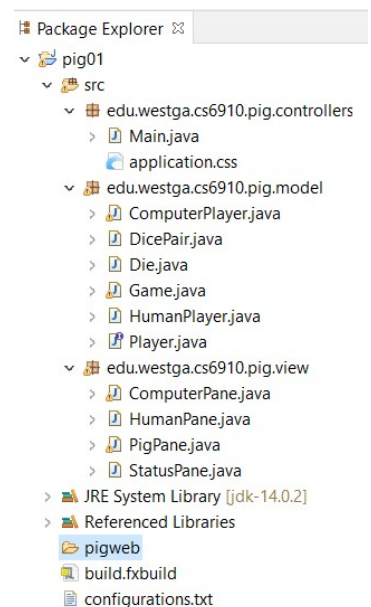 Package Explorer
pig01
src
edu.westga.cs6910.pig.controllers
Main.java
application.css
edu.westga.cs6910.pig.model
ComputerPlayer.java
DicePair.java
Die.java
Game.java
HumanPlayer.java
Player.java
edu.westga.cs6910.pig.view
ComputerPane.java
HumanPane.java
PigPane.java
StatusPane.java
JRE System Library [jdk-14.0.2]
Referenced Libraries
pigweb
build.fxbuild
configurations.txt